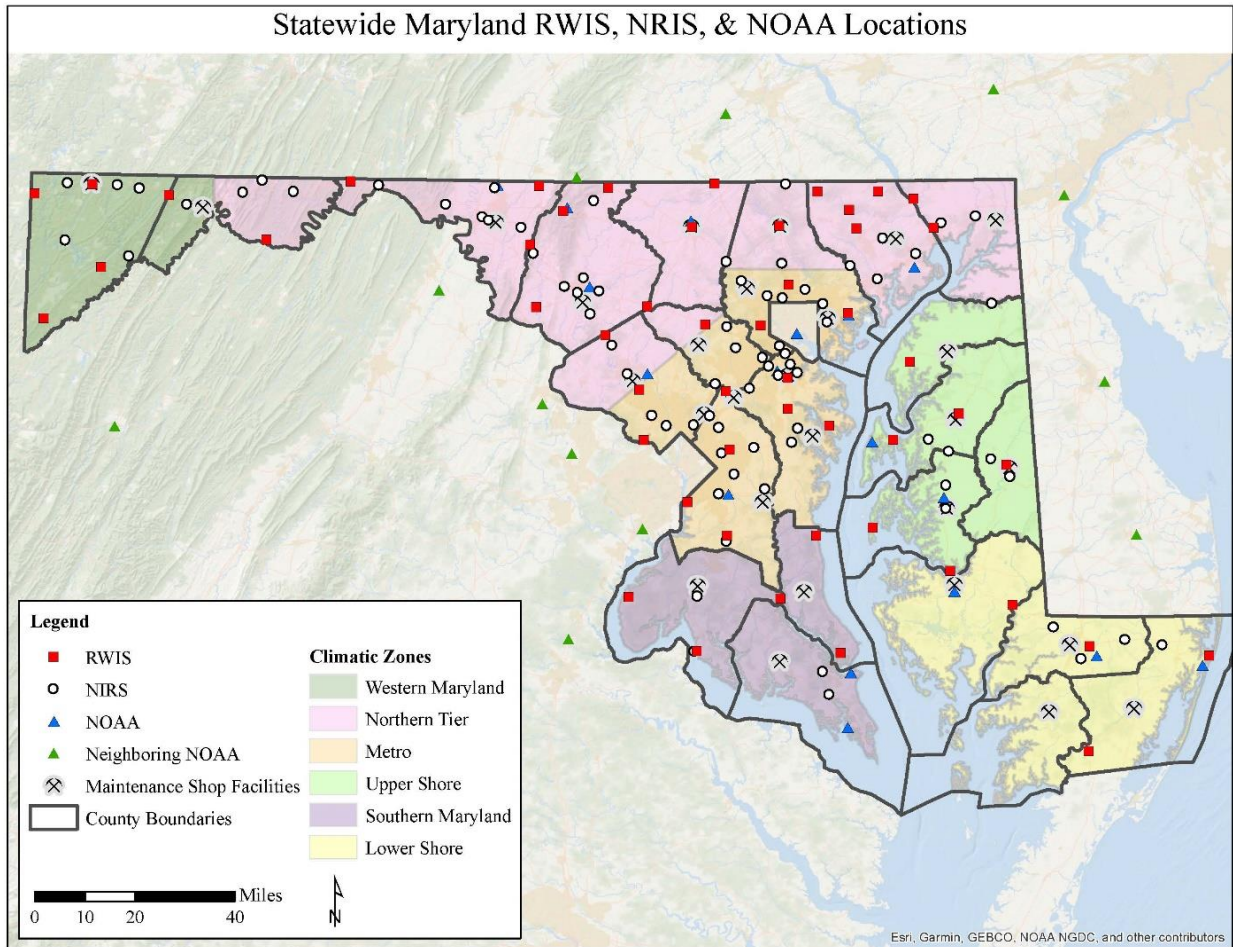 Statewide Maryland RWIS, NRIS, & NOAA Locations
Legend
RWIS
NIRS
NOAA
Neighboring NOAA
Maintenance Shop Facilities
County Boundaries
Climatic Zones
Western Maryland
Northern Tier
Metro
Upper Shore
Southern Maryland
Lower Shore
Miles
0 10 20 40
N
Esri, Garmin, GEBCO, NOAA NGDC, and other contributors